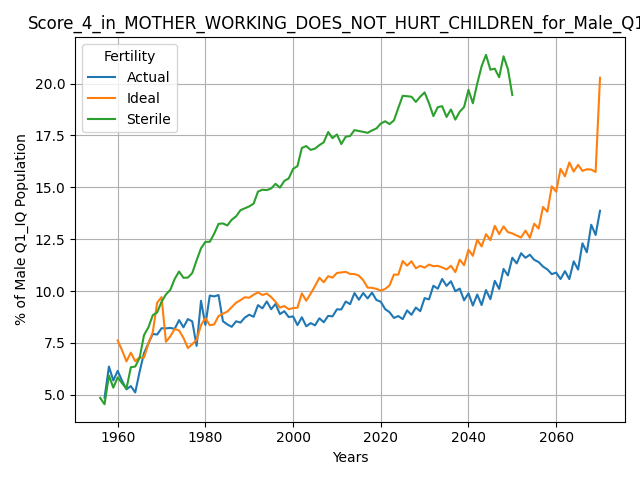 Score_4_in_MOTHER_WORKING_DOES_NOT_HURT_CHILDREN_for_Male_Q1
Fertility
Actual
Ideal
Sterile
% of Male Q1_IQ Population
20.0
17.5
15.0
12.5
10.0
7.5
5.0
1960 1980 2000 2020 2040 2060
Years